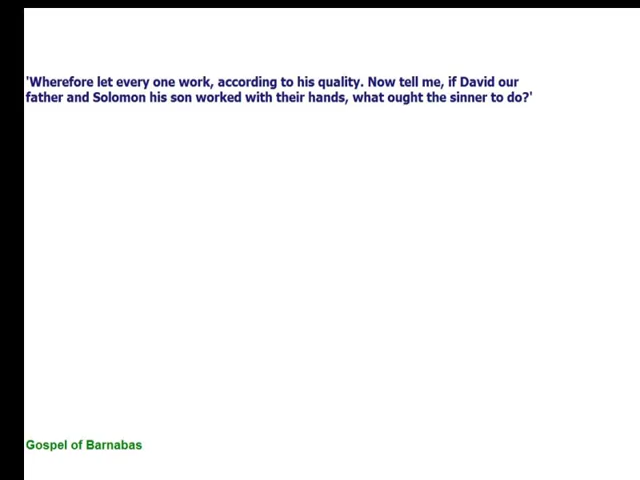 'Wherefore let every one work, according to his quality. Now tell me, if David our
father and Solomon his son worked with their hands, what ought the sinner to do?'
Gospel of Barnabas